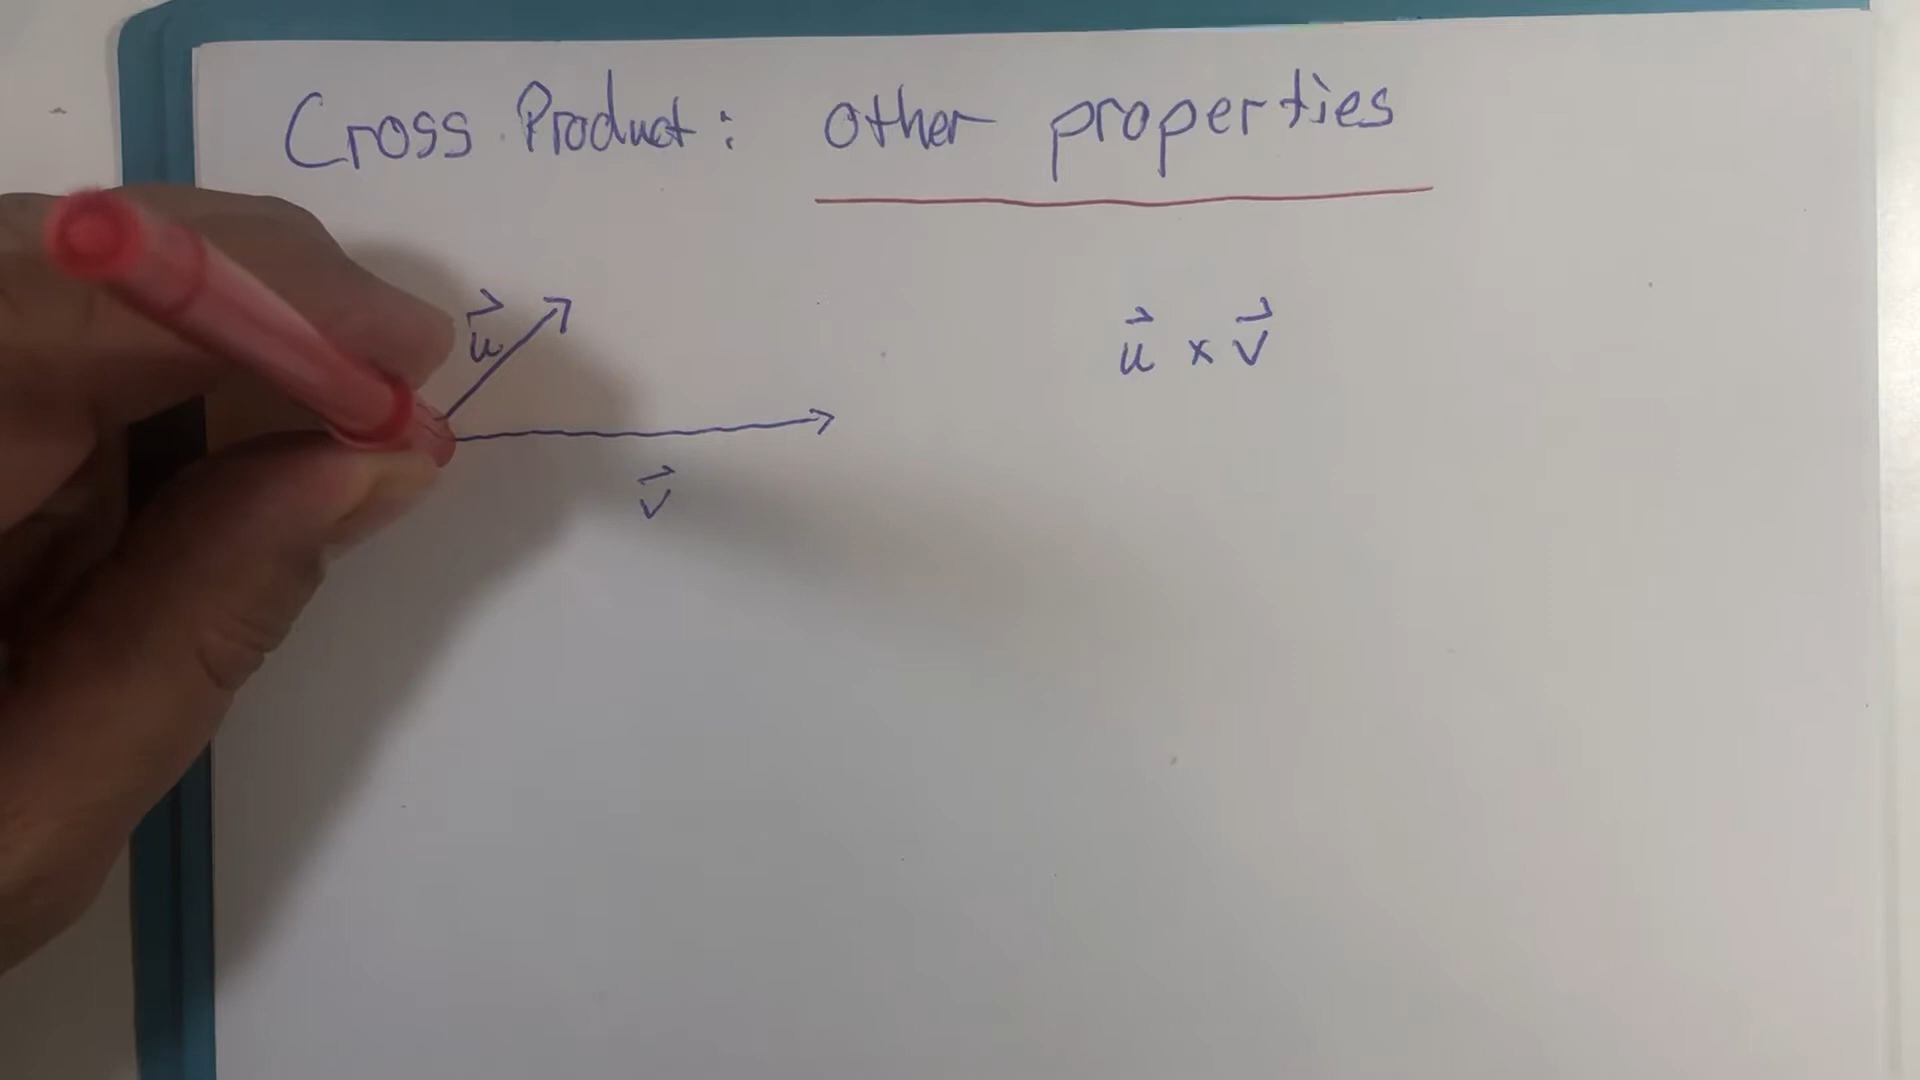 Cross Product: other properties
u⃗
u⃗ x v⃗
v⃗